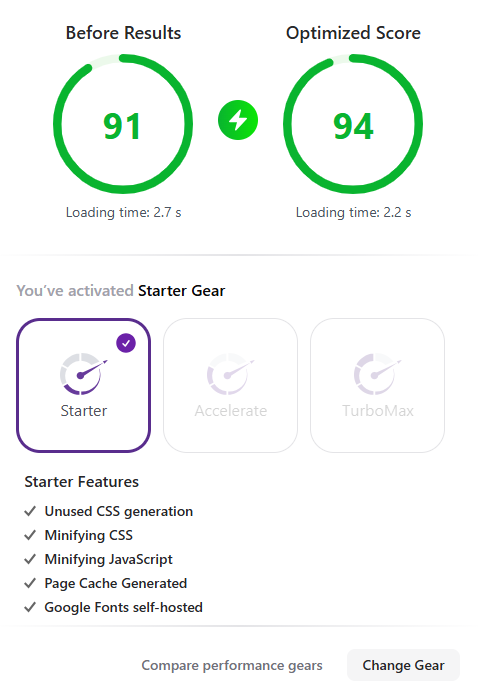 Before Results
Optimized Score
91
94
Loading time: 2.7 s
Loading time: 2.2 s
You've activated Starter Gear
Starter
Accelerate
TurboMax
Starter Features
Unused CSS generation
Minifying CSS
Minifying JavaScript
Page Cache Generated
Google Fonts self-hosted
Compare performance gears
Change Gear